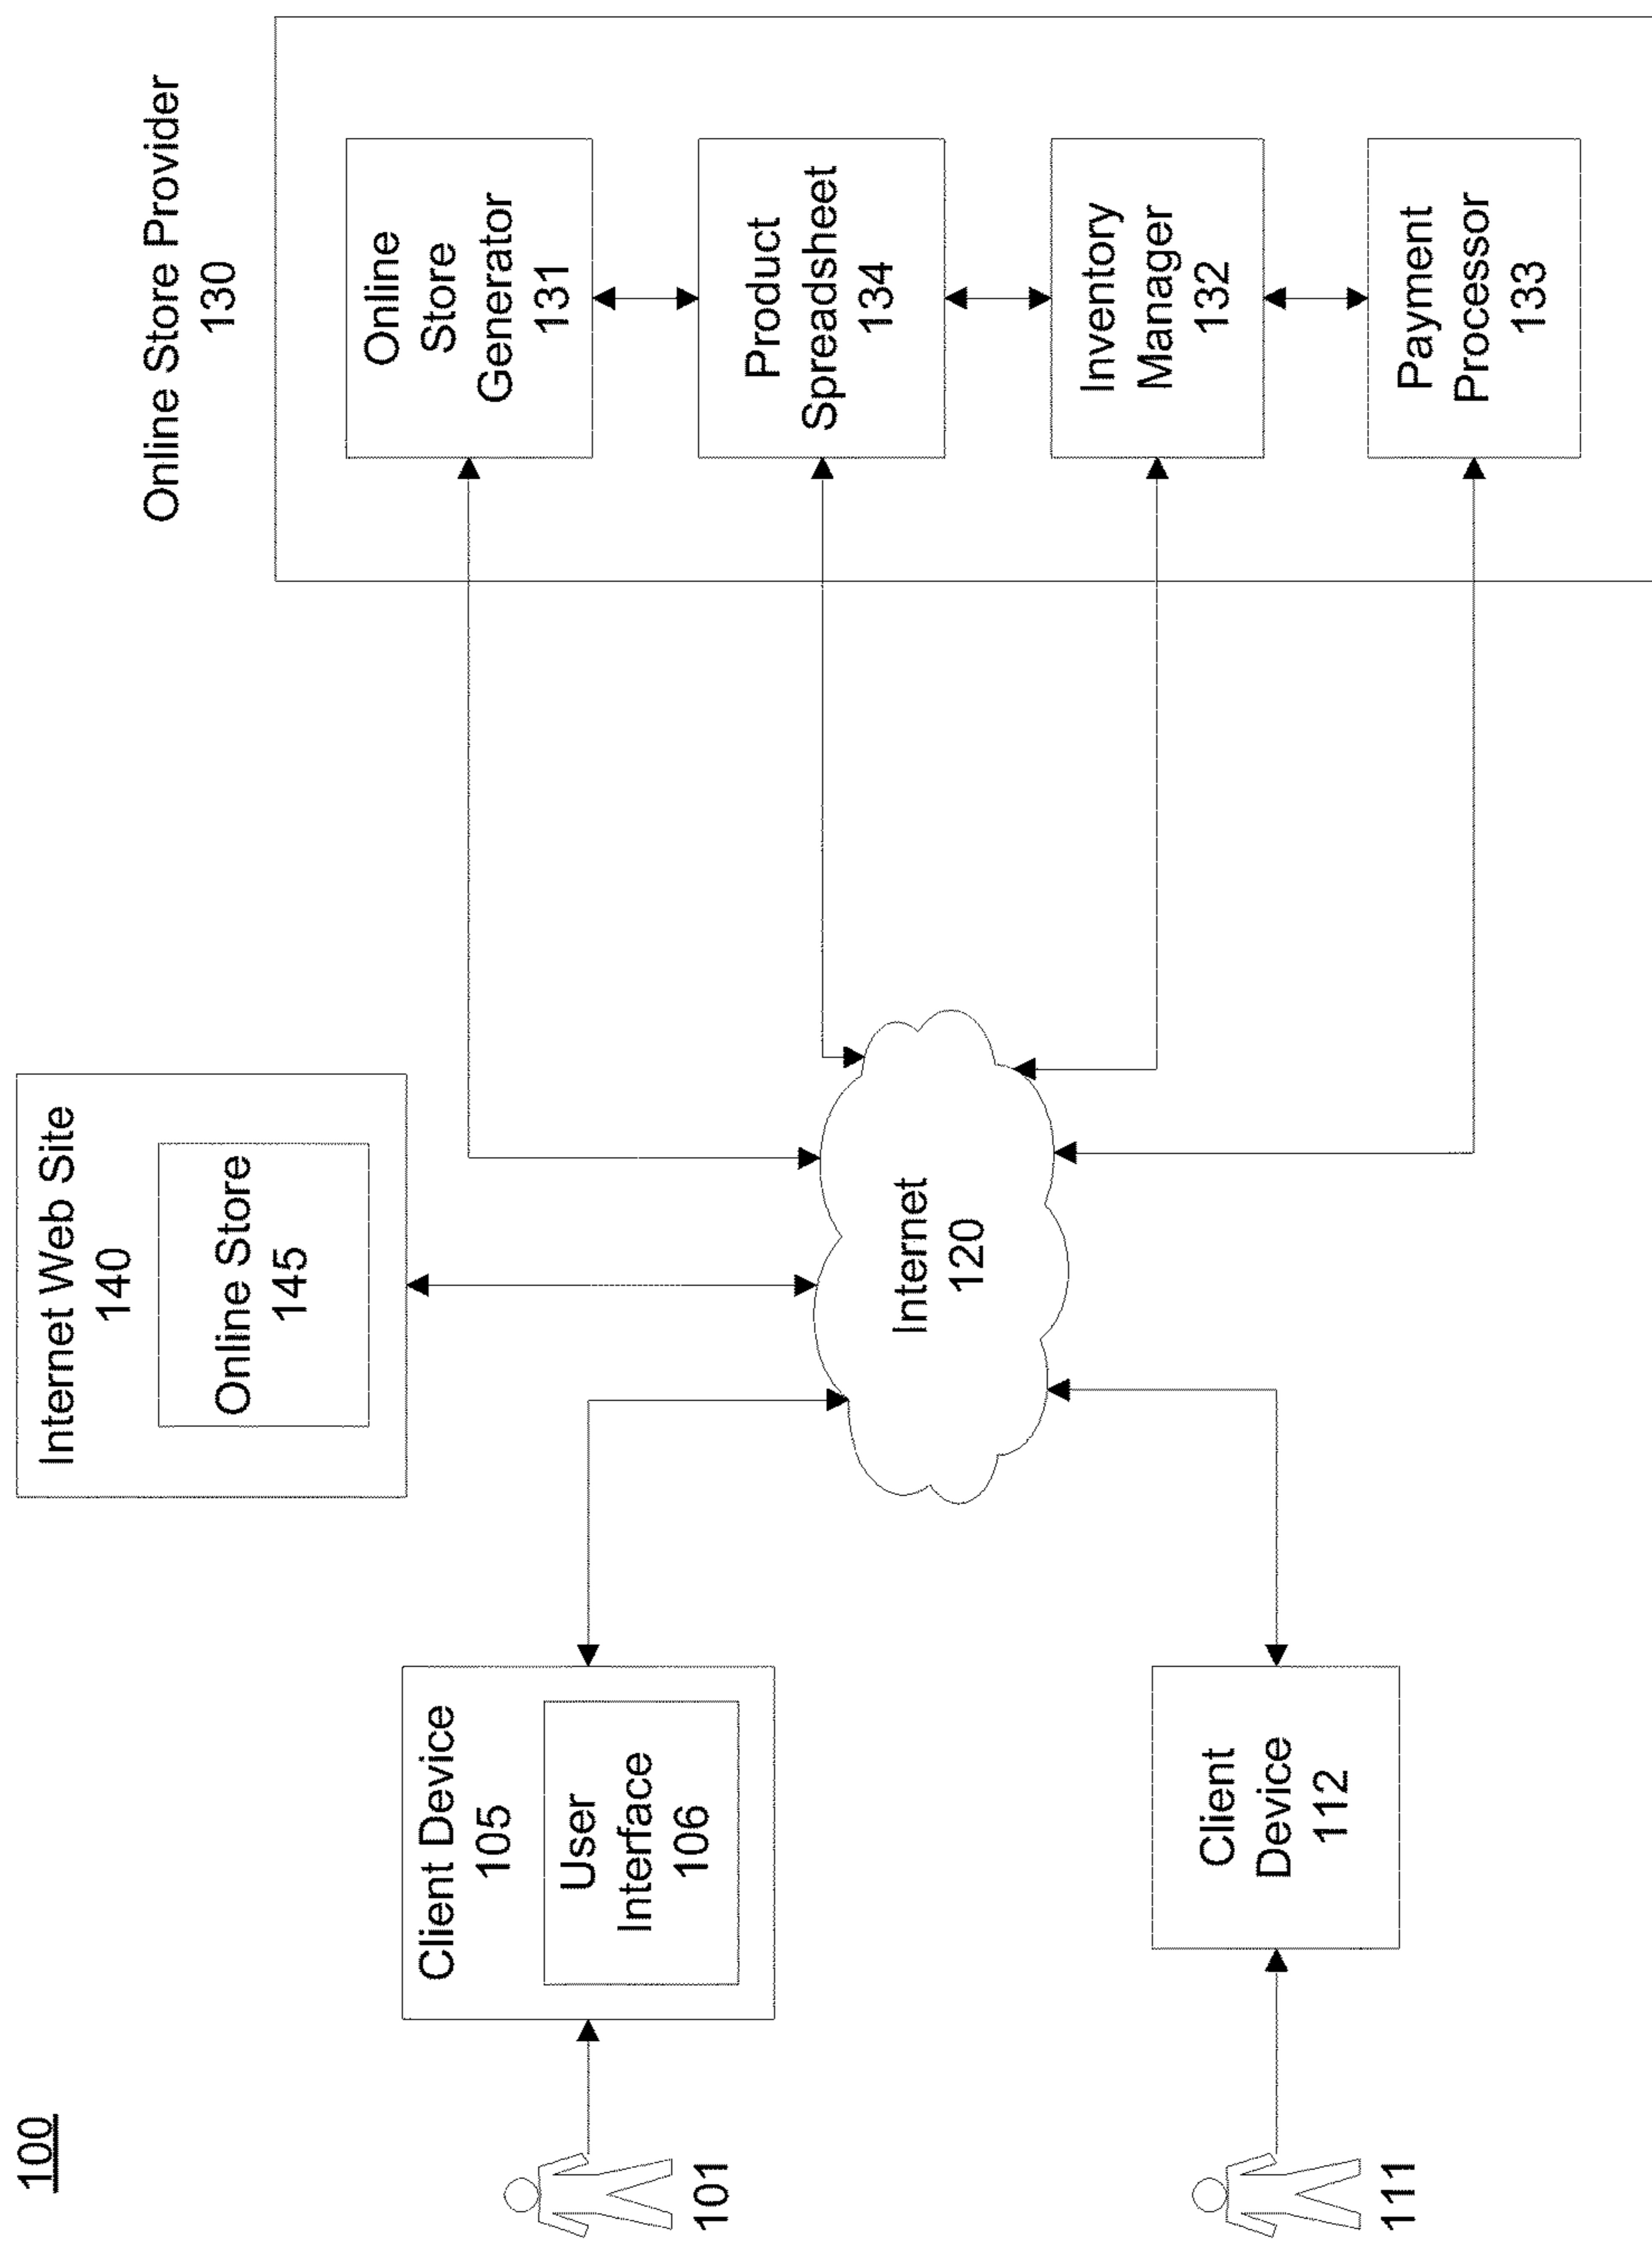 100
Internet Web Site
140
Online Store
145
Online Store Provider
130
Client Device
105
User
Interface
106
101
Internet
120
Online
Store
Generator
131
Product
Spreadsheet
134
Inventory
Manager
132
Payment
Processor
133
Client
Device
112
111